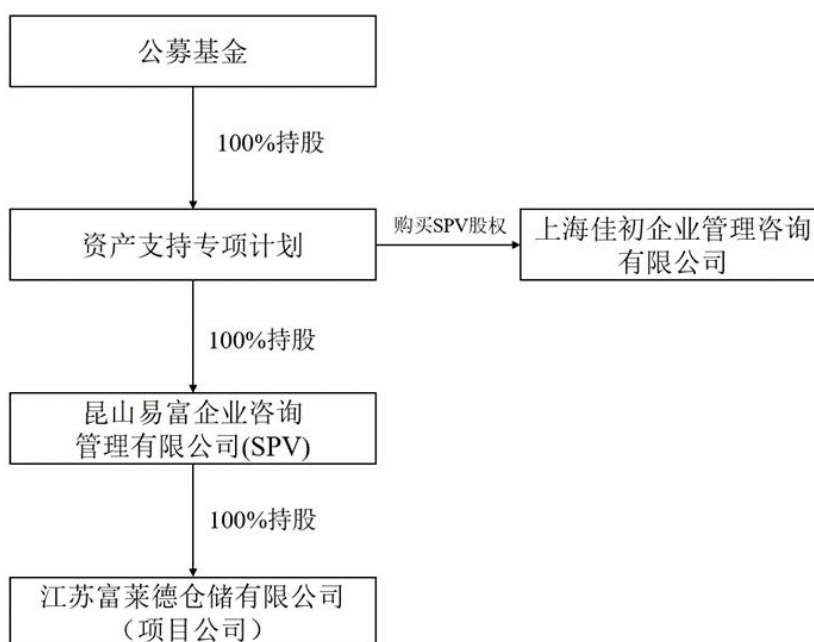 公募基金
100%持股
资产支持专项计划
购买SPV股权
上海佳初企业管理咨询
有限公司
100%持股
昆山易富企业咨询
管理有限公司(SPV)
100%持股
江苏富莱德仓储有限公司
（项目公司）